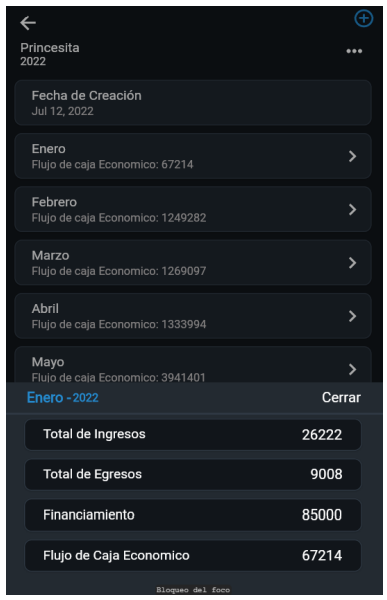 Princesita
2022
Fecha de Creación
Jul 12, 2022
Enero
Flujo de caja Economico: 67214
Febrero
Flujo de caja Economico: 1249282
Marzo
Flujo de caja Economico: 1269097
Abril
Flujo de caja Economico: 1333994
Mayo
Flujo de caja Economico: 3941401
Enero - 2022 Cerrar
Total de Ingresos 26222
Total de Egresos 9008
Financiamiento 85000
Flujo de Caja Economico 67214
Bloqueo del foco